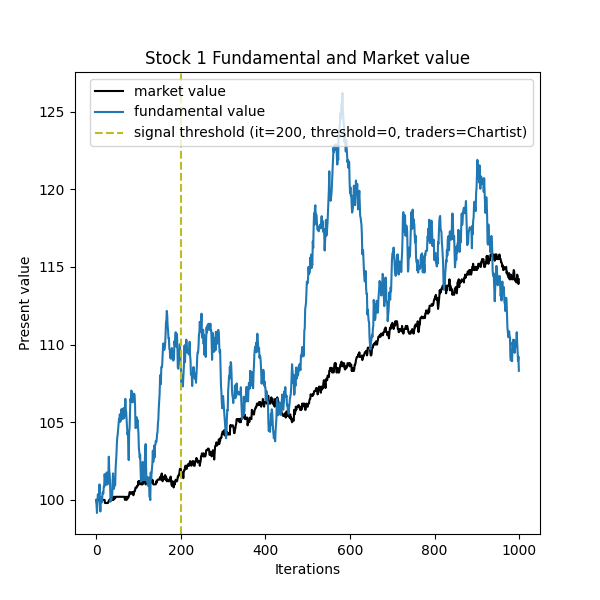 Stock 1 Fundamental and Market value
market value
fundamental value
signal threshold (it=200, threshold=0, traders=Chartist)
125
120
115
110
105
100
Present value
0 200 400 600 800 1000
Iterations